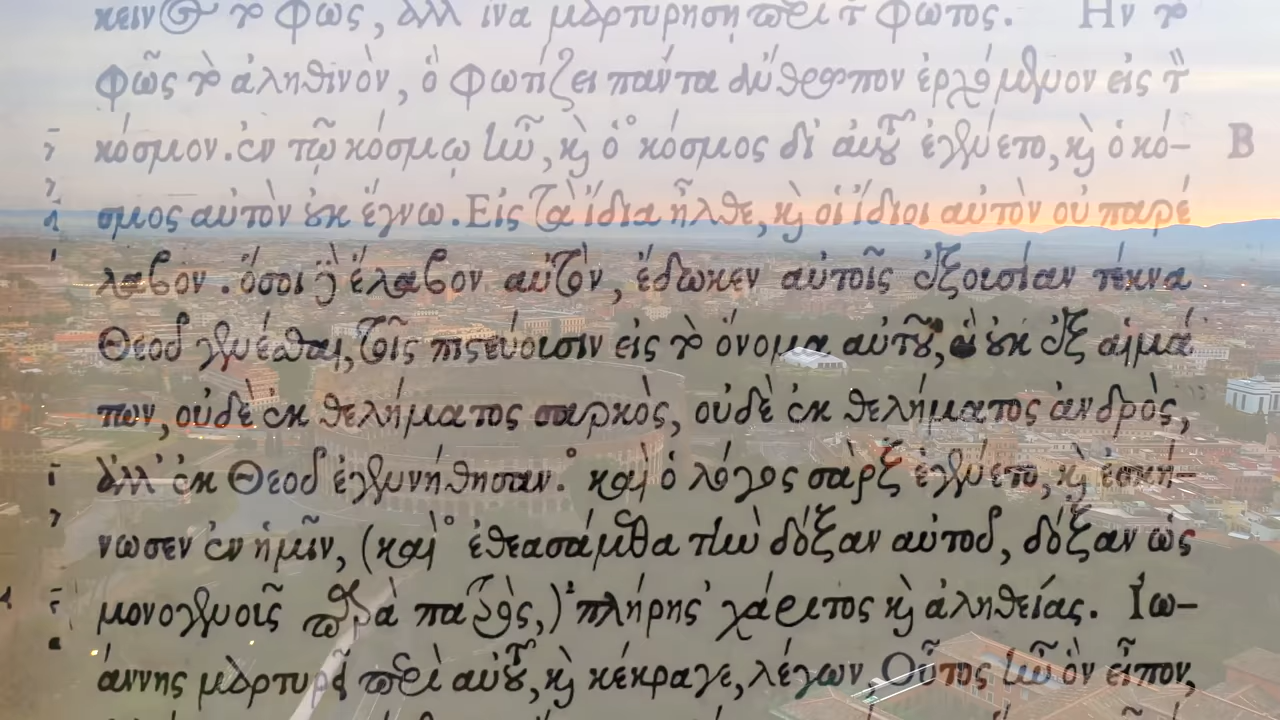 κεῖνος τὸ φῶς, ἀλλ' ἵνα μαρτυρήσῃ περὶ τοῦ φωτός. Ἦν τὸ
φῶς τὸ ἀληθινὸν, ὃ φωτίζει πάντα ἄνθρωπον ἐρχόμενον εἰς τὸν
κόσμον. ἐν τῷ κόσμῳ ἦν, καὶ ὁ κόσμος δι' αὐτοῦ ἐγένετο, καὶ ὁ κό-
σμος αὐτὸν οὐκ ἔγνω. Εἰς τὰ ἴδια ἦλθε, καὶ οἱ ἴδιοι αὐτὸν οὐ παρέ
λαβον. ὅσοι δὲ ἔλαβον αὐτὸν, ἔδωκεν αὐτοῖς ἐξουσίαν τέκνα
Θεοῦ γενέσθαι, τοῖς πιστεύουσιν εἰς τὸ ὄνομα αὐτοῦ, οἳ οὐκ ἐξ αἱμά
των, οὐδὲ ἐκ θελήματος σαρκὸς, οὐδὲ ἐκ θελήματος ἀνδρὸς,
ἀλλ' ἐκ Θεοῦ ἐγεννήθησαν. καὶ ὁ λόγος σὰρξ ἐγένετο, καὶ ἐσκή-
νωσεν ἐν ἡμῖν, (καὶ ἐθεασάμεθα τὴν δόξαν αὐτοῦ, δόξαν ὡς
μονογενοῦς παρὰ πατρὸς,) πλήρης χάριτος καὶ ἀληθείας. Ἰω-
άννης μαρτυρεῖ περὶ αὐτοῦ, καὶ κέκραγε, λέγων, Οὗτος ἦν ὃν εἶπον,
B